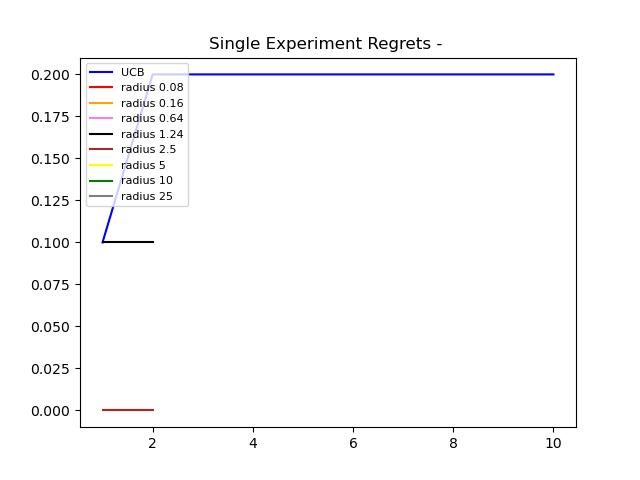 Single Experiment Regrets -
UCB
radius 0.08
radius 0.16
radius 0.64
radius 1.24
radius 2.5
radius 5
radius 10
radius 25
0.200
0.175
0.150
0.125
0.100
0.075
0.050
0.025
0.000
2
4
6
8
10